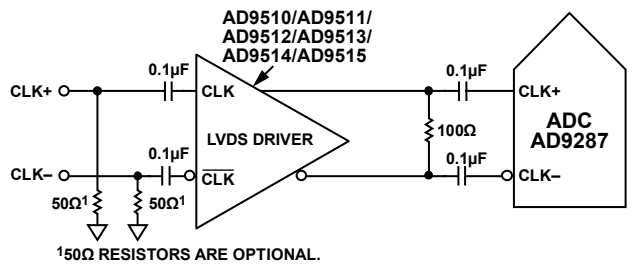 AD9510/AD9511/
AD9512/AD9513/
AD9514/AD9515
0.1µF
0.1µF
CLK+
CLK
CLK+
LVDS DRIVER
100Ω
ADC
AD9287
0.1µF
0.1µF
CLK–
CLK
CLK–
50Ω1
50Ω1
150Ω RESISTORS ARE OPTIONAL.